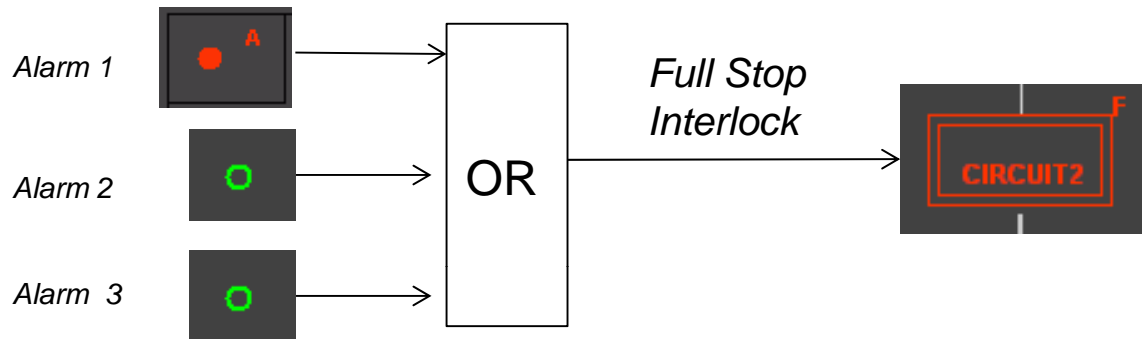 Alarm 1
A
Alarm 2
Alarm  3
OR
Full Stop
Interlock
F
CIRCUIT2